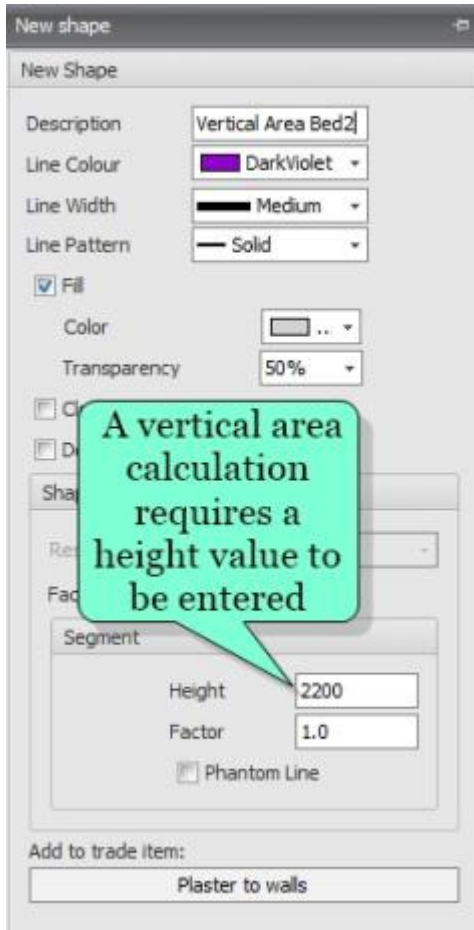 New shape
New Shape
Description Vertical Area Bed2
Line Colour DarkViolet
Line Width Medium
Line Pattern Solid
Fill
Color ..
Transparency 50%
A vertical area
calculation
requires a
height value to
be entered
Segment
Height 2200
Factor 1.0
Phantom Line
Add to trade item:
Plaster to walls